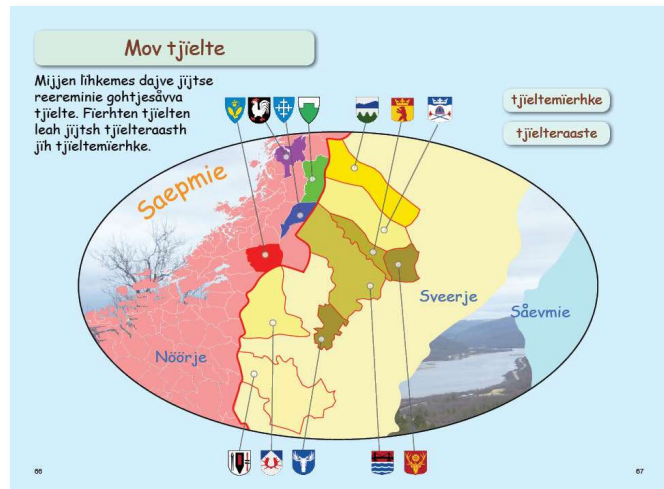 Mov tjïelte
Mijjen lïhkemes dajve jïjtse
reereminie gohtjesåvva
tjïelte. Fïerhten tjïelten
leah jïjtsh tjïelteraasth
jïh tjïeltemïerhke.
tjïeltemïerhke
tjïelteraaste
Saepmie
Sveerje
Såevmie
Nöörje
66
67